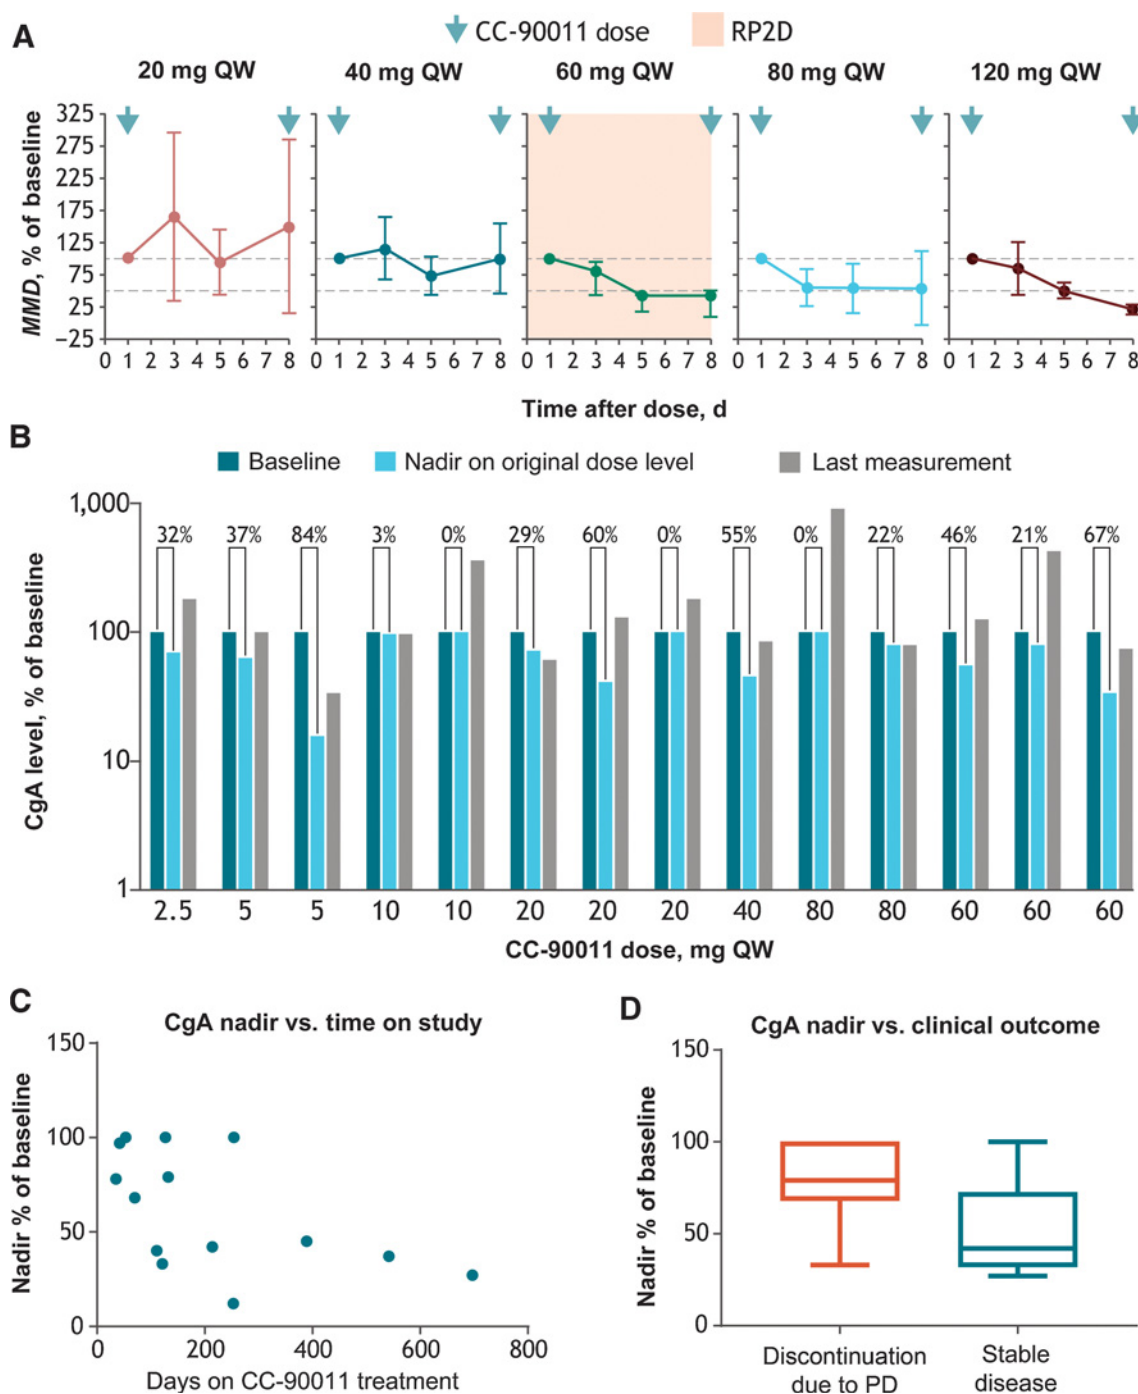 A
CC-90011 dose
RP2D
20 mg QW
40 mg QW
60 mg QW
80 mg QW
120 mg QW
MMD, % of baseline
325
275
225
175
125
75
25
−25
0 1 2 3 4 5 6 7 8
0 1 2 3 4 5 6 7 8
0 1 2 3 4 5 6 7 8
0 1 2 3 4 5 6 7 8
0 1 2 3 4 5 6 7 8
Time after dose, d
B
Baseline
Nadir on original dose level
Last measurement
CgA level, % of baseline
1,000
100
10
1
32% 37% 84% 3% 0% 29% 60% 0% 55% 0% 22% 46% 21% 67%
2.5 5 5 10 10 20 20 20 40 80 80 60 60 60
CC-90011 dose, mg QW
C
CgA nadir vs. time on study
Nadir % of baseline
150
100
50
0
0 200 400 600 800
Days on CC-90011 treatment
D
CgA nadir vs. clinical outcome
Nadir % of baseline
150
100
50
0
Discontinuation
due to PD
Stable
disease